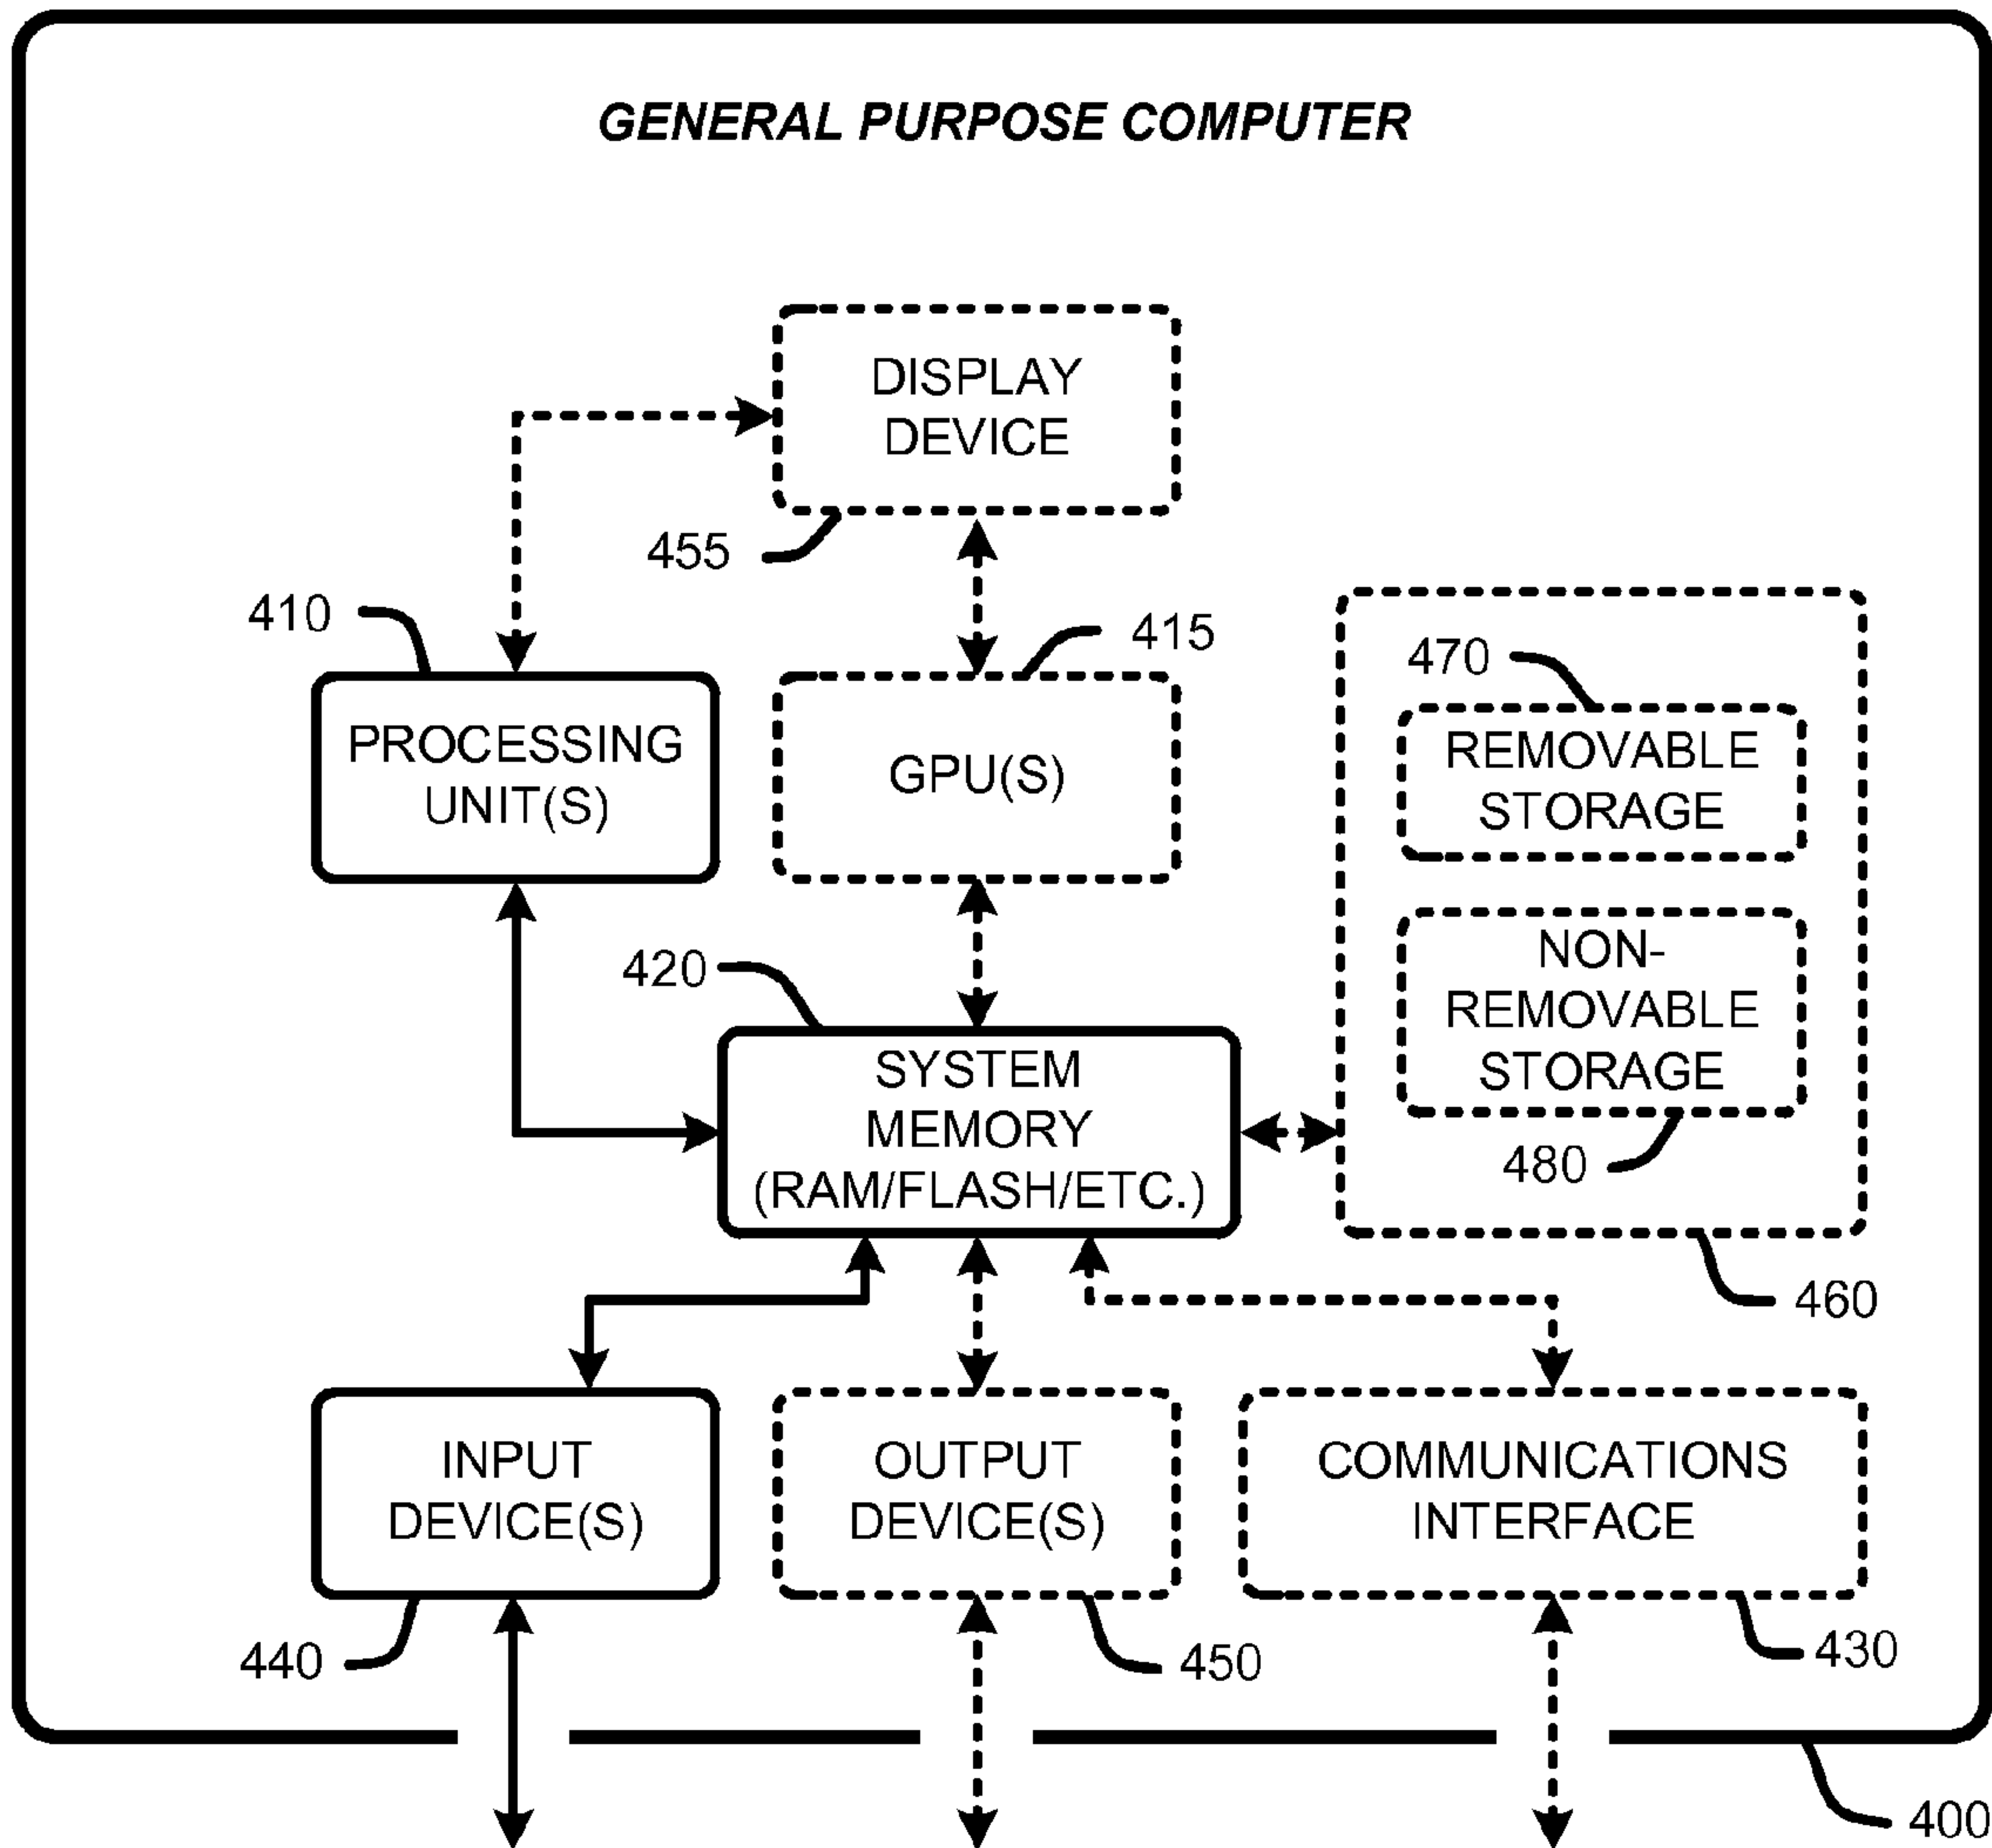 GENERAL PURPOSE COMPUTER
DISPLAY
DEVICE
455
410
415
470
PROCESSING
UNIT(S)
GPU(S)
REMOVABLE
STORAGE
420
NON-
REMOVABLE
STORAGE
480
SYSTEM
MEMORY
(RAM/FLASH/ETC.)
460
INPUT
DEVICE(S)
OUTPUT
DEVICE(S)
COMMUNICATIONS
INTERFACE
440
450
430
400